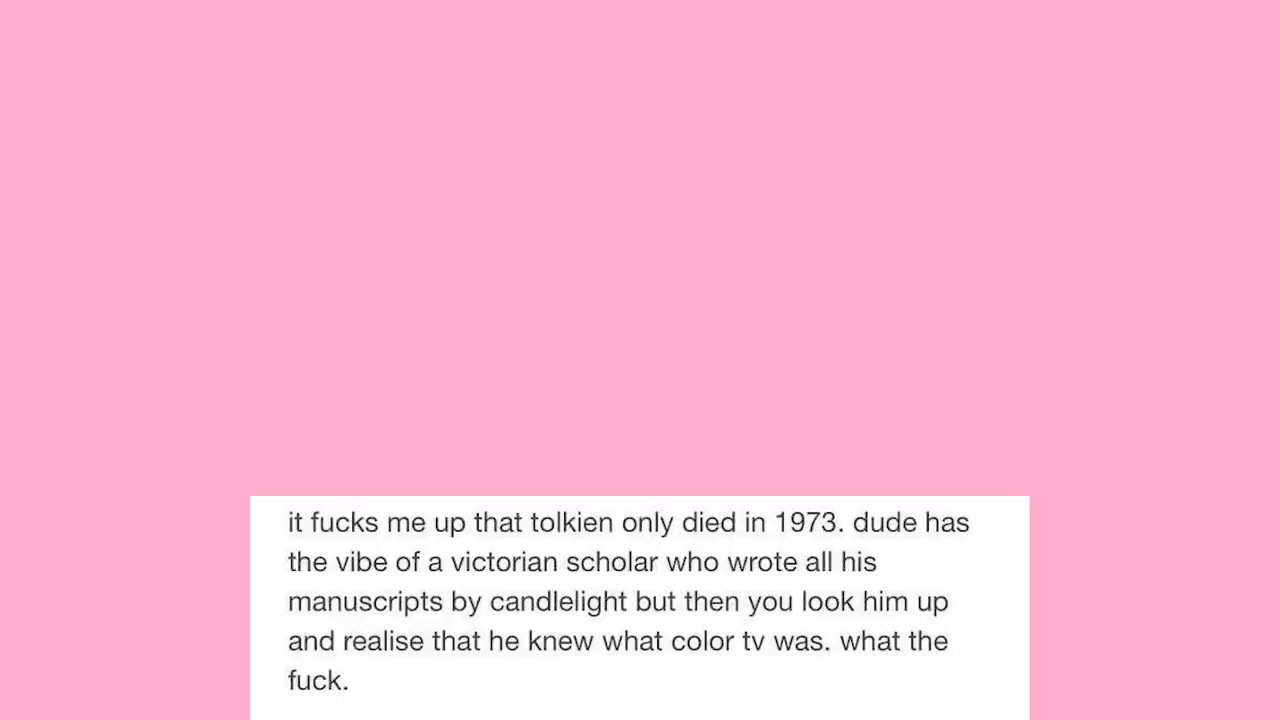 it fucks me up that tolkien only died in 1973. dude has
the vibe of a victorian scholar who wrote all his
manuscripts by candlelight but then you look him up
and realise that he knew what color tv was. what the
fuck.